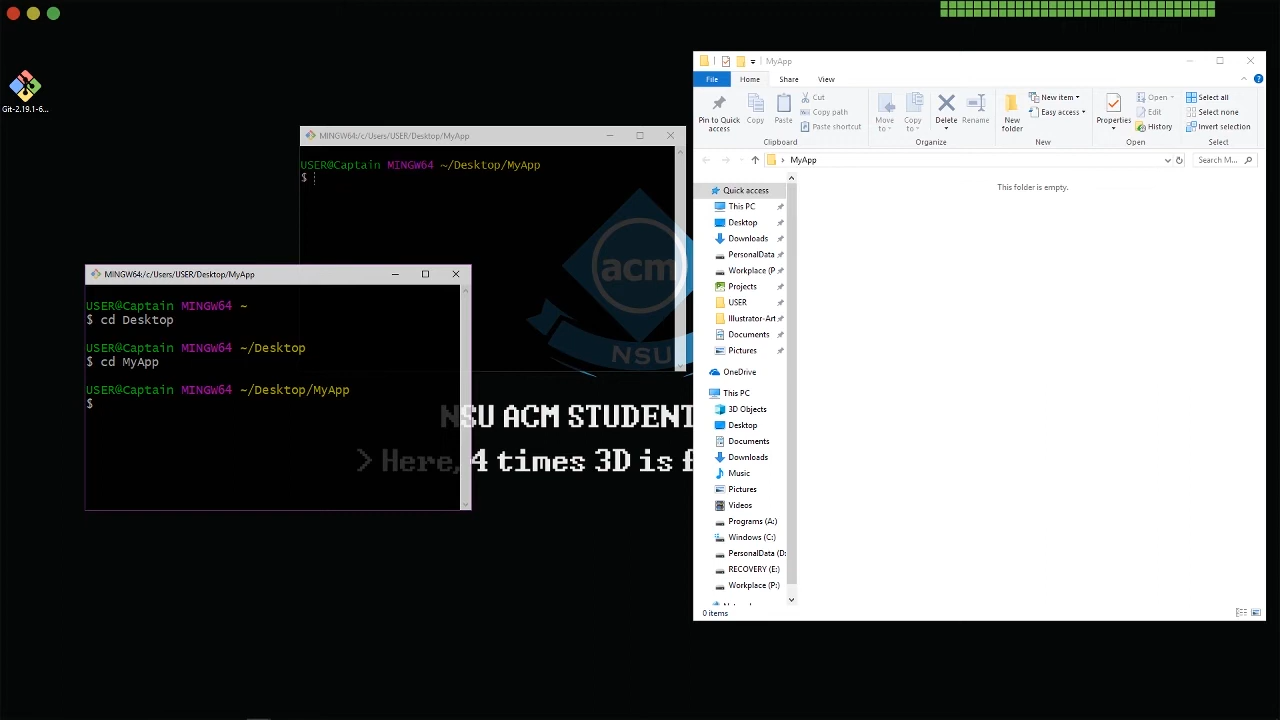 Git-2.19.1-6...
MINGW64:/c/Users/USER/Desktop/MyApp
USER@Captain MINGW64 ~/Desktop/MyApp
$
acm
NSU
NSU ACM STUDENT
> Here, 4 times 3D is f
MINGW64:/c/Users/USER/Desktop/MyApp
USER@Captain MINGW64 ~
$ cd Desktop
USER@Captain MINGW64 ~/Desktop
$ cd MyApp
USER@Captain MINGW64 ~/Desktop/MyApp
$
MyApp
File Home Share View
Pin to Quick access
Copy
Paste
Cut
Copy path
Paste shortcut
Clipboard
Move to
Copy to
Delete
Rename
Organize
New folder
New item
Easy access
New
Properties
Open
Edit
History
Open
Select all
Select none
Invert selection
Select
MyApp
Search M...
Quick access
This PC
Desktop
Downloads
PersonalData
Workplace (P
Projects
USER
Illustrator-Art
Documents
Pictures
OneDrive
This PC
3D Objects
Desktop
Documents
Downloads
Music
Pictures
Videos
Programs (A:)
Windows (C:)
PersonalData (D:
RECOVERY (E:)
Workplace (P:)
This folder is empty.
0 items